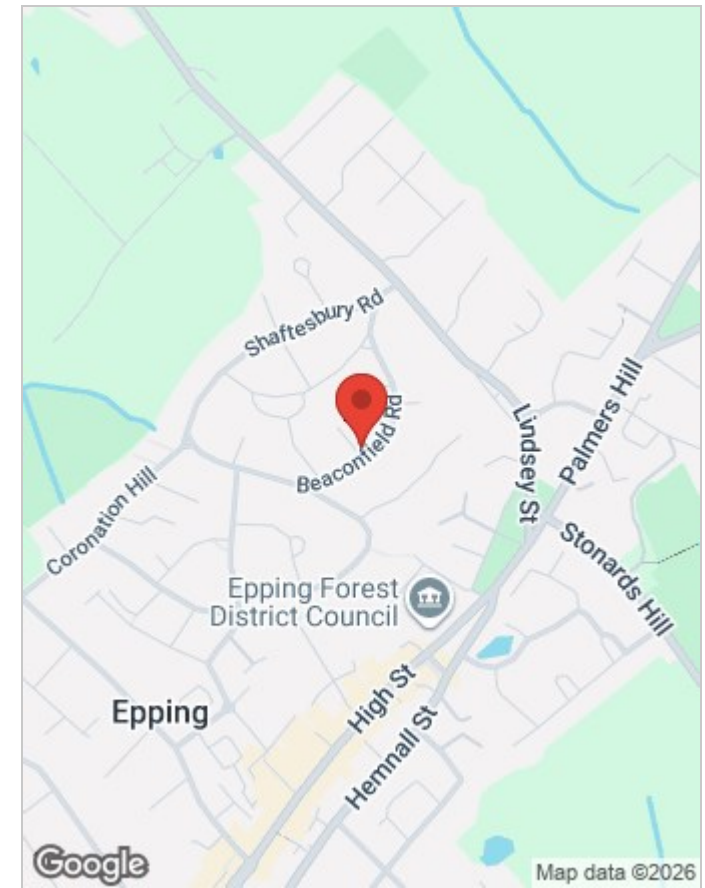 Shaftesbury Rd
Beaconfield Rd
Lindsey St
Palmers Hill
Coronation Hill
Stonards Hill
Epping Forest
District Council
Epping
High St
Hemnall St
Google
Map data ©2026